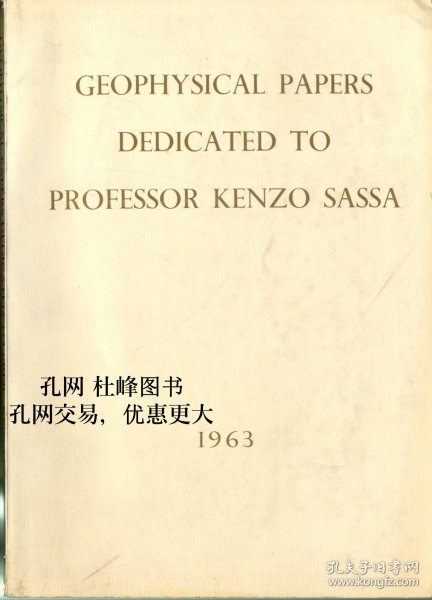 GEOPHYSICAL PAPERS
DEDICATED TO
PROFESSOR KENZO SASSA
孔网 杜峰图书
孔网交易，优惠更大
1963
孔夫子旧书网
www.kongfz.com